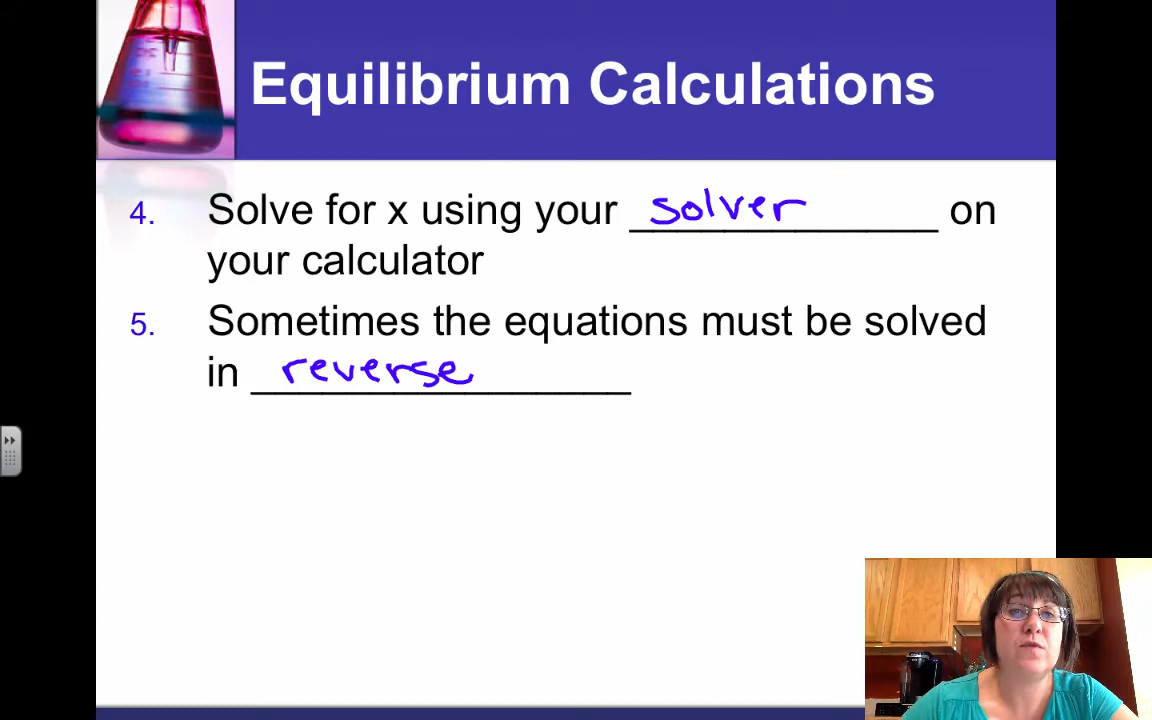 Equilibrium Calculations
4. Solve for x using your solver on
your calculator
5. Sometimes the equations must be solved
in reverse